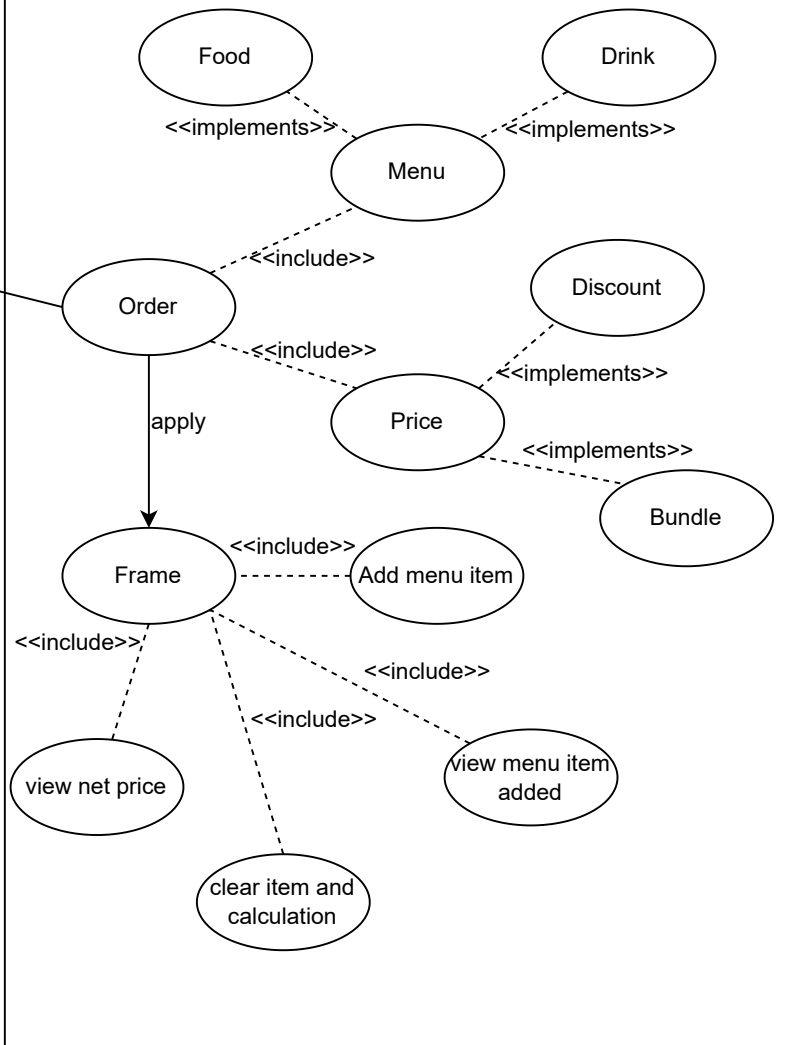 Food
Drink
<<implements>>
<<implements>>
Menu
<<include>>
Discount
Order
<<include>>
<<implements>>
Price
apply
<<implements>>
Bundle
<<include>>
Frame
Add menu item
<<include>>
<<include>>
<<include>>
view menu item
added
view net price
clear item and
calculation